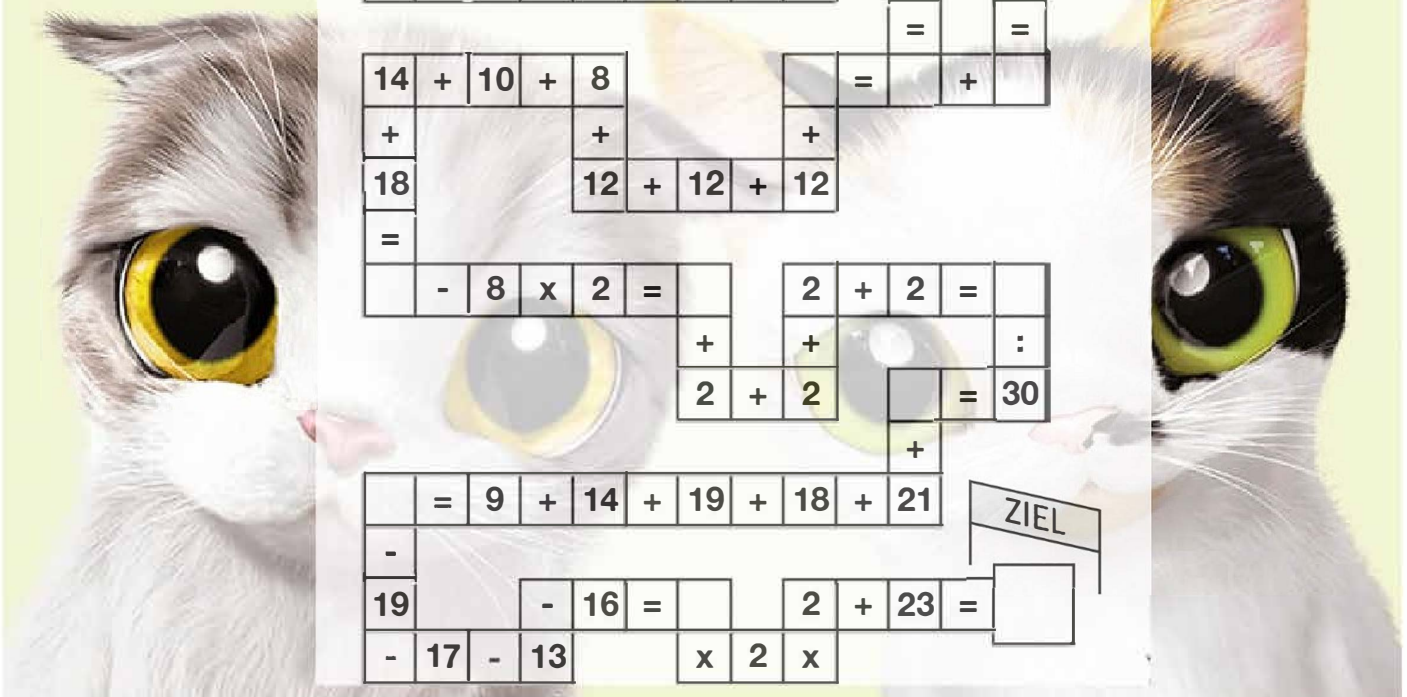 = =
14 + 10 + 8 = +
+ + +
18 12 + 12 + 12
=
- 8 x 2 = 2 + 2 =
+ + :
2 + 2 = 30
+
= 9 + 14 + 19 + 18 + 21
ZIEL
-
19 - 16 = 2 + 23 =
- 17 - 13 x 2 x